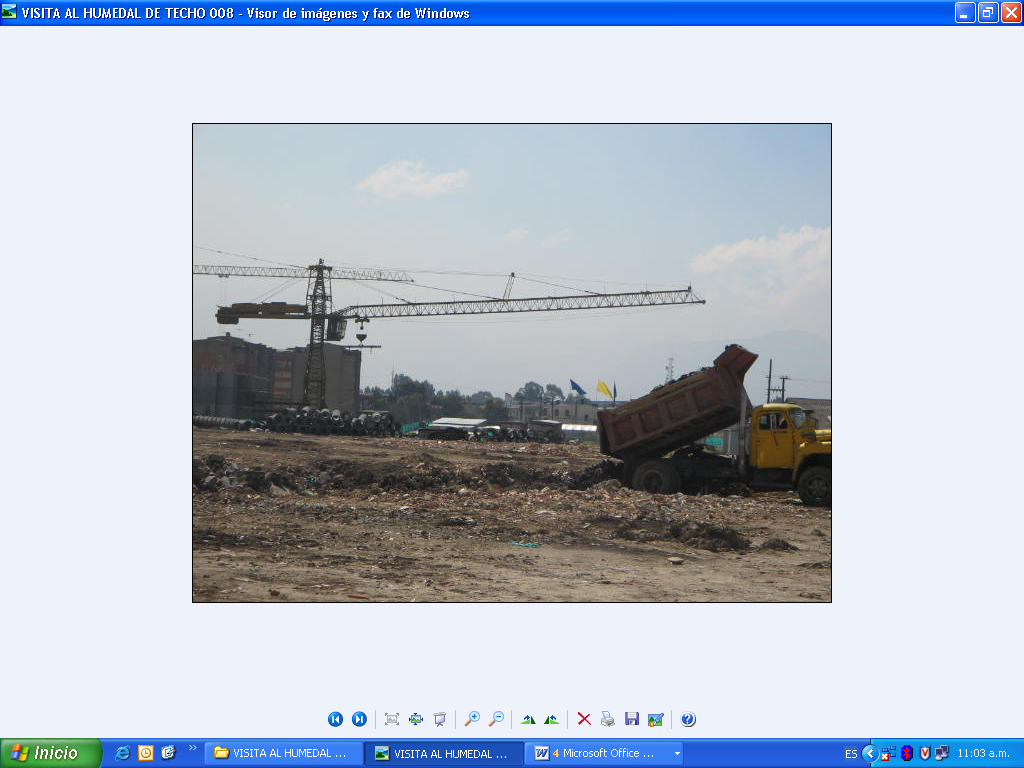 VISITA AL HUMEDAL DE TECHO 008 - Visor de imágenes y fax de Windows
Inicio
VISITA AL HUMEDAL ...
VISITA AL HUMEDAL ...
4 Microsoft Office ...
ES
11:03 a.m.